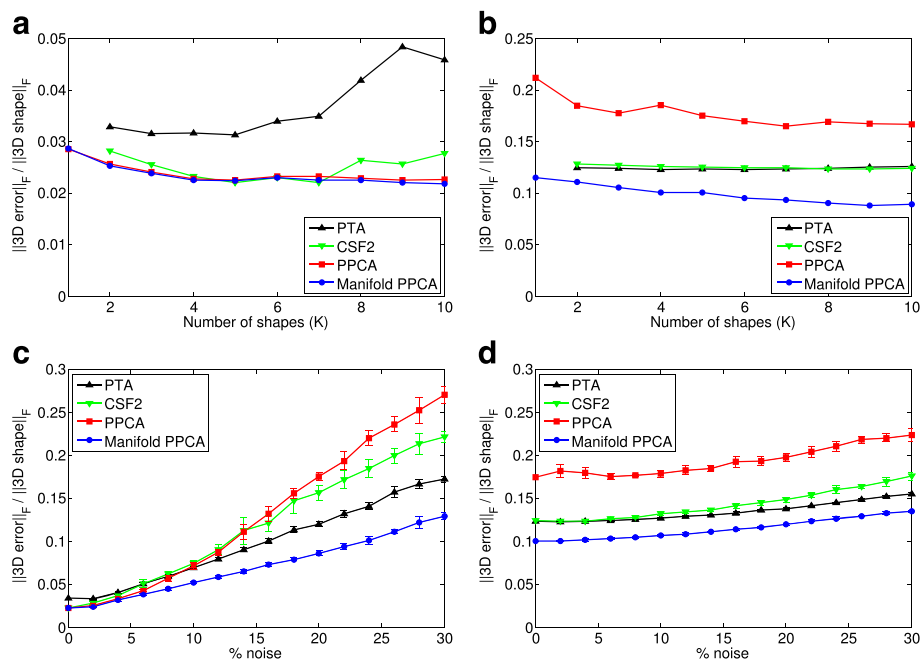 a
0.05
0.04
0.03
0.02
0.01
0
2
4
6
8
10
Number of shapes (K)
||3D error||F / ||3D shape||F
PTA
CSF2
PPCA
Manifold PPCA
b
0.25
0.2
0.15
0.1
0.05
0
2
4
6
8
10
Number of shapes (K)
||3D error||F / ||3D shape||F
PTA
CSF2
PPCA
Manifold PPCA
c
0.3
0.25
0.2
0.15
0.1
0.05
0
0
5
10
15
20
25
30
% noise
||3D error||F / ||3D shape||F
PTA
CSF2
PPCA
Manifold PPCA
d
0.3
0.25
0.2
0.15
0.1
0.05
0
0
5
10
15
20
25
30
% noise
||3D error||F / ||3D shape||F
PTA
CSF2
PPCA
Manifold PPCA